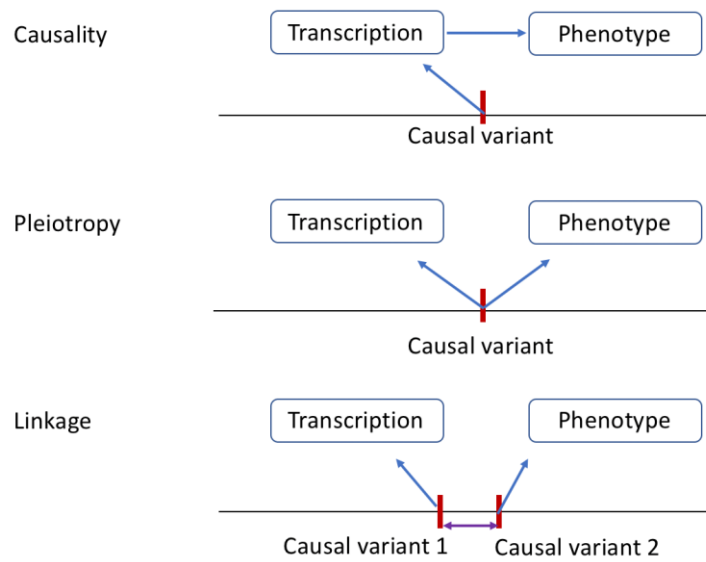 Causality
Transcription
Phenotype
Causal variant
Pleiotropy
Transcription
Phenotype
Causal variant
Linkage
Transcription
Phenotype
Causal variant 1
Causal variant 2